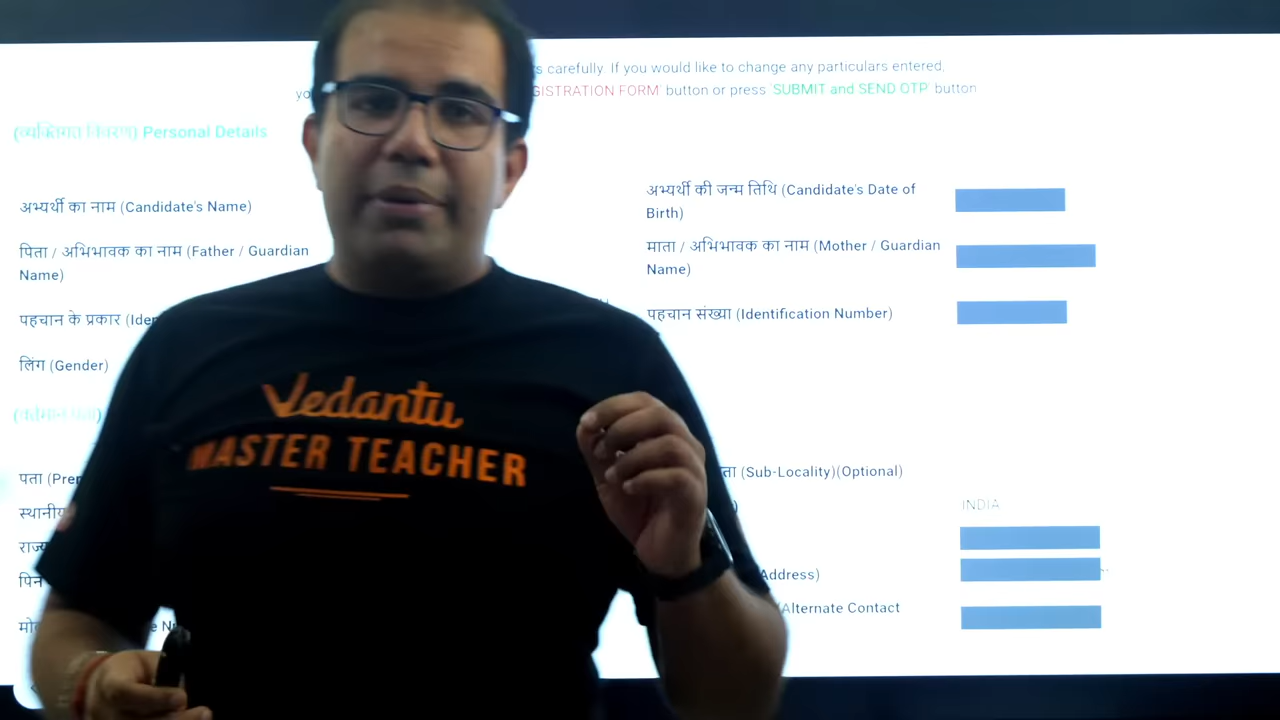 s carefully. If you would like to change any particulars entered,
yo GISTRATION FORM' button or press 'SUBMIT and SEND OTP' button
Personal Details
अभ्यर्थी का नाम (Candidate's Name)
अभ्यर्थी की जन्म तिथि (Candidate's Date of
Birth)
पिता / अभिभावक का नाम (Father / Guardian
Name)
माता / अभिभावक का नाम (Mother / Guardian
Name)
पहचान के प्रकार (Iden
पहचान संख्या (Identification Number)
लिंग (Gender)
Vedantu
MASTER TEACHER
पता (Prem
ता (Sub-Locality)(Optional)
स्थानीय
INDIA
राज्य
पिन
Address)
(Alternate Contact